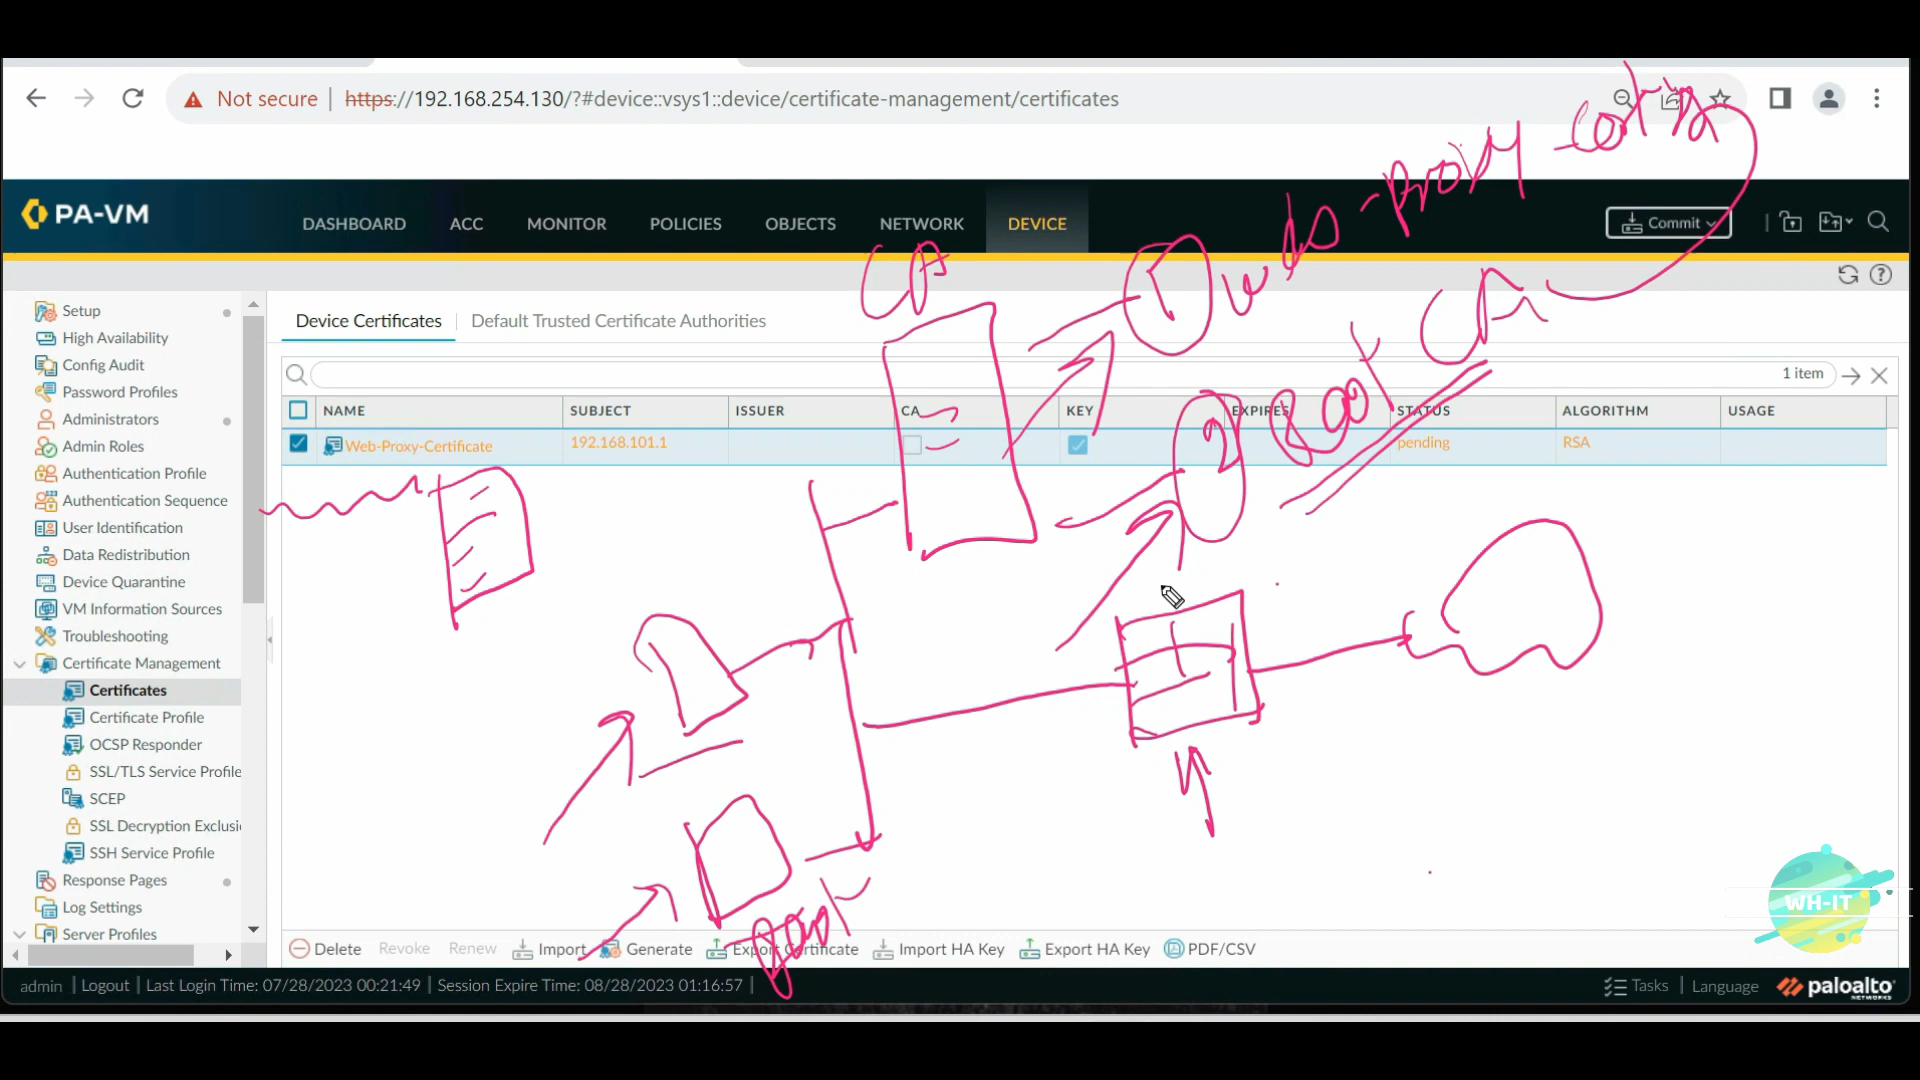 Not secure | https://192.168.254.130/?#device::vsys1::device/certificate-management/certificates
PA-VM
DASHBOARD ACC MONITOR POLICIES OBJECTS NETWORK DEVICE
Commit
CA
1
2
Root CA
Setup
High Availability
Config Audit
Password Profiles
Administrators
Admin Roles
Authentication Profile
Authentication Sequence
User Identification
Data Redistribution
Device Quarantine
VM Information Sources
Troubleshooting
Certificate Management
Certificates
Certificate Profile
OCSP Responder
SSL/TLS Service Profile
SCEP
SSL Decryption Exclusi
SSH Service Profile
Response Pages
Log Settings
Server Profiles
Device Certificates | Default Trusted Certificate Authorities
1 item
NAME SUBJECT ISSUER CA KEY EXPIRES STATUS ALGORITHM USAGE
Web-Proxy-Certificate 192.168.101.1 pending RSA
Delete Revoke Renew Import Generate Export Certificate Import HA Key Export HA Key PDF/CSV
WH-IT
admin | Logout | Last Login Time: 07/28/2023 00:21:49 | Session Expire Time: 08/28/2023 01:16:57 |
Tasks | Language paloalto
NETWORKS